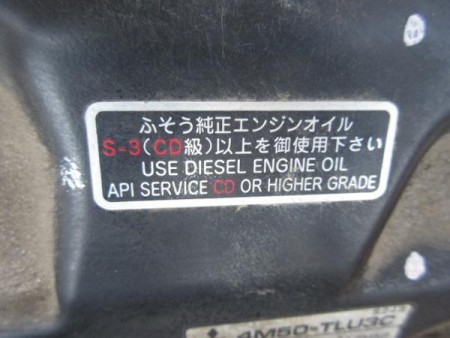 ふそう純正エンジンオイル
S-3(CD級)以上を御使用下さい
USE DIESEL ENGINE OIL
API SERVICE CD OR HIGHER GRADE
4M50-TLU3C